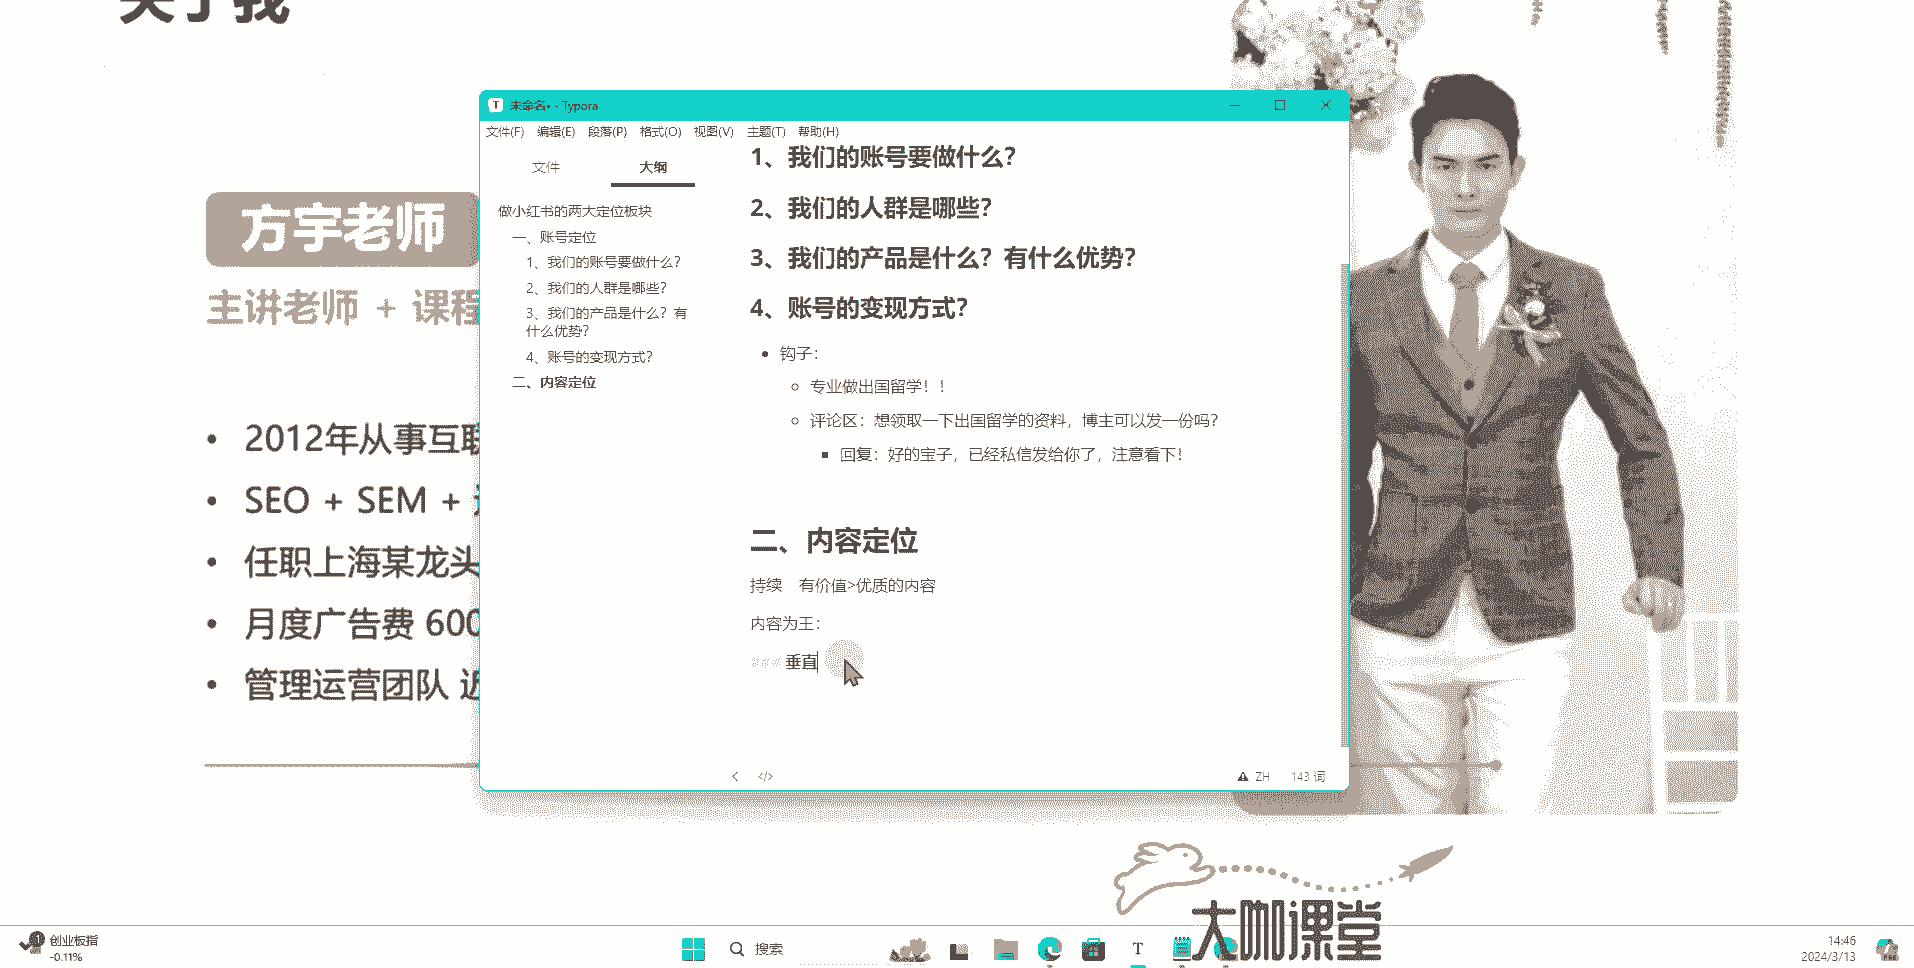 关于我
方宇老师
主讲老师 + 课程
2012年从事互联
SEO + SEM +
任职上海某龙头
月度广告费 600
管理运营团队 近
未命名• - Typora
文件(F) 编辑(E) 段落(P) 格式(O) 视图(V) 主题(T) 帮助(H)
文件 大纲
做小红书的两大定位板块
一、账号定位
1、我们的账号要做什么?
2、我们的人群是哪些?
3、我们的产品是什么? 有
什么优势?
4、账号的变现方式?
二、内容定位
1、我们的账号要做什么?
2、我们的人群是哪些?
3、我们的产品是什么? 有什么优势?
4、账号的变现方式?
钩子:
专业做出国留学! !
评论区: 想领取一下出国留学的资料, 博主可以发一份吗?
回复: 好的宝子, 已经私信发给你了, 注意看下!
二、内容定位
持续 有价值>优质的内容
内容为王:
### 垂直
</> ZH 143 词
大咖课堂
1
创业板指
-0.11%
搜索
T
14:46
2024/3/13